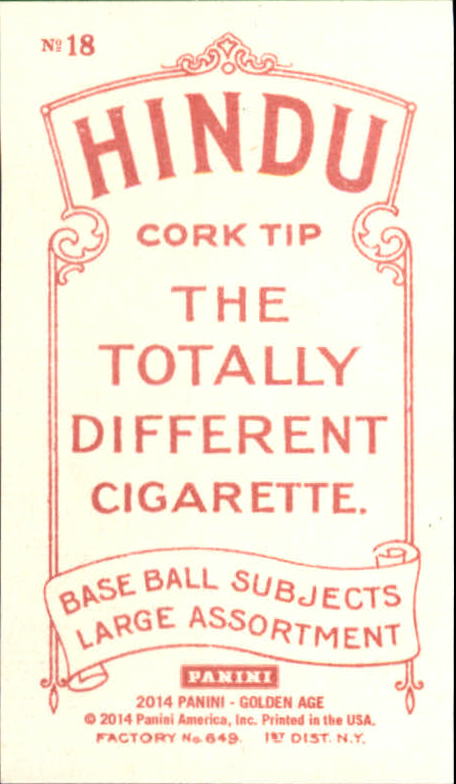 Nº 18
HINDU
CORK TIP
THE
TOTALLY
DIFFERENT
CIGARETTE.
BASE BALL SUBJECTS
LARGE ASSORTMENT
PANINI
2014 PANINI - GOLDEN AGE
© 2014 Panini America, Inc. Printed in the USA.
FACTORY No. 649. 1ST DIST. N.Y.